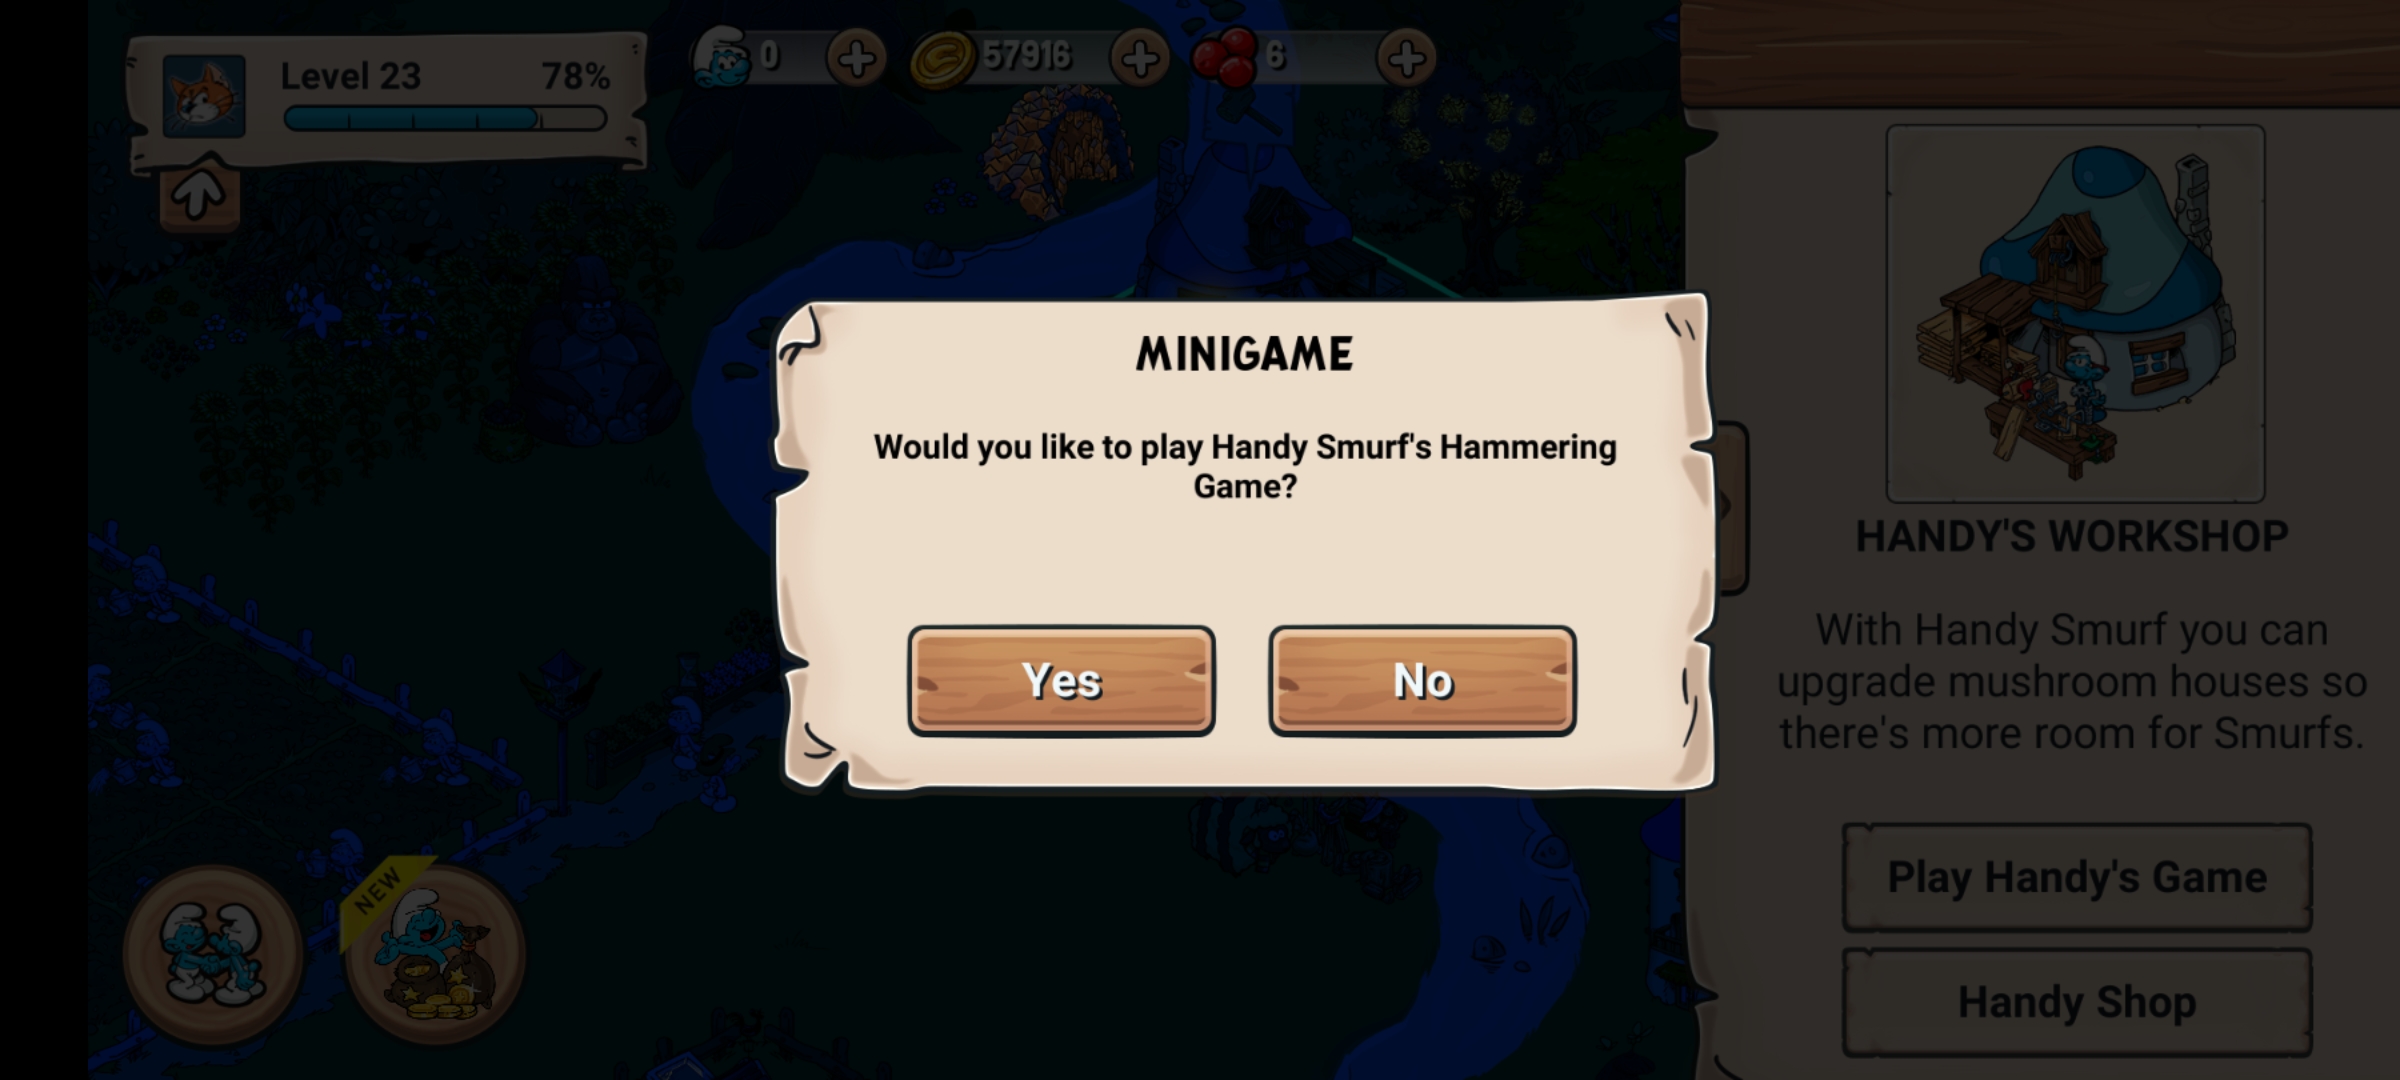 Level 23
78%
0
57916
6
MINIGAME
Would you like to play Handy Smurf's Hammering
Game?
Yes
No
HANDY'S WORKSHOP
With Handy Smurf you can
upgrade mushroom houses so
there's more room for Smurfs.
Play Handy's Game
Handy Shop
NEW